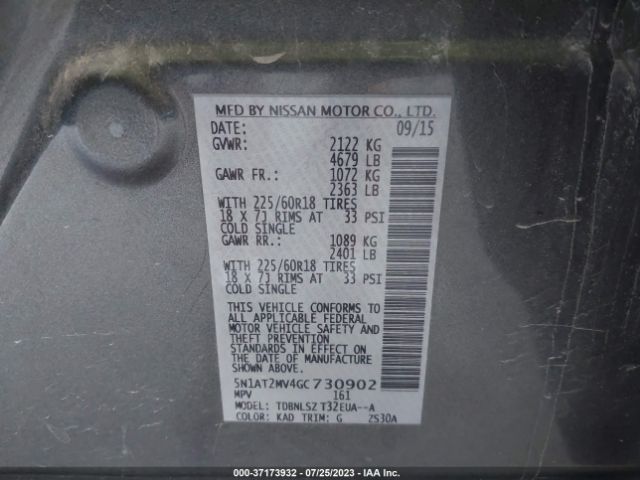 MFD BY NISSAN MOTOR CO., LTD.
DATE: 09/15
GVWR: 2122 KG
4679 LB
GAWR FR.: 1072 KG
2363 LB
WITH 225/60R18 TIRES
18 X 7J RIMS AT 33 PSI
COLD SINGLE
GAWR RR.: 1089 KG
2401 LB
WITH 225/60R18 TIRES
18 X 7J RIMS AT 33 PSI
COLD SINGLE
THIS VEHICLE CONFORMS TO
ALL APPLICABLE FEDERAL
MOTOR VEHICLE SAFETY AND
THEFT PREVENTION
STANDARDS IN EFFECT ON
THE DATE OF MANUFACTURE
SHOWN ABOVE.
5N1AT2MV4GC730902
MPV 161
MODEL: TDBNLSZ T32EUA--A
COLOR: KAD TRIM: G ZS30A
000-37173932 / 07/25/2023 - IAA Inc.